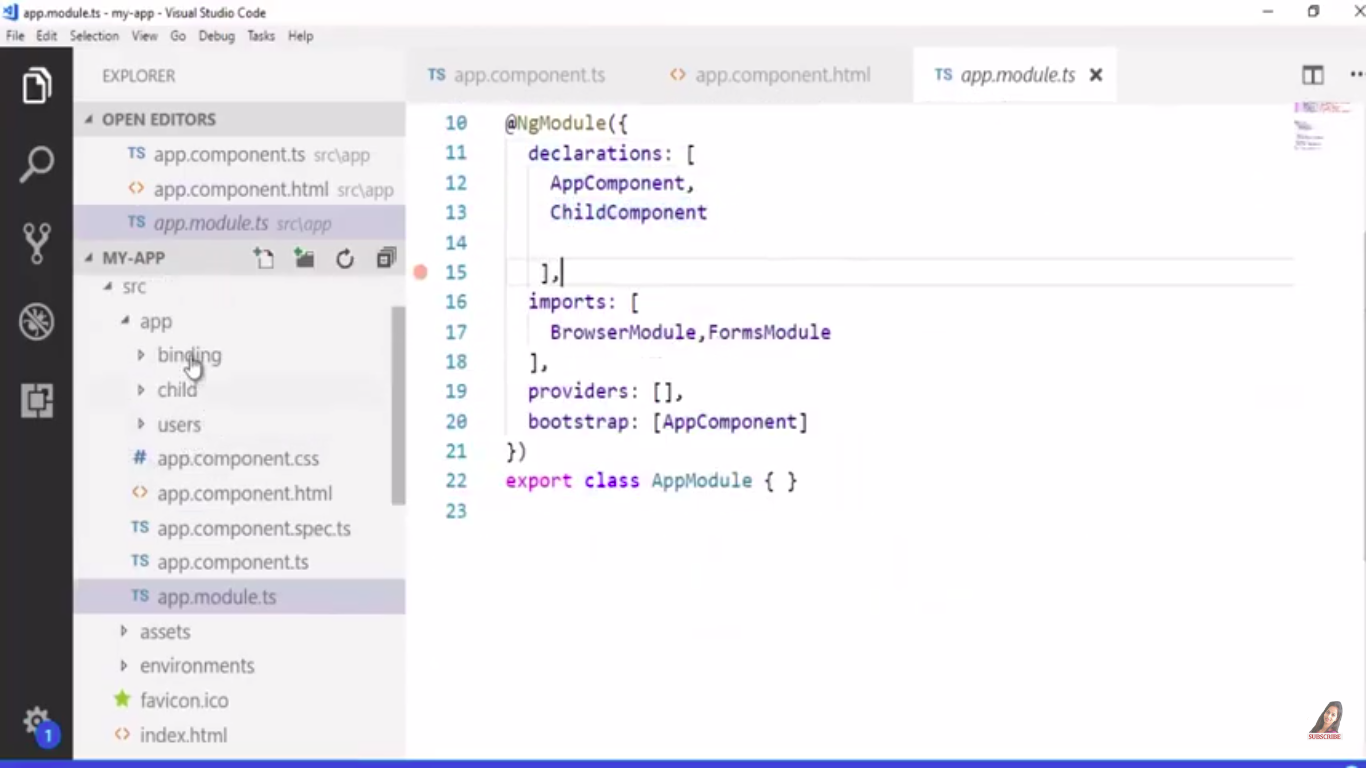 app.module.ts - my-app - Visual Studio Code
File Edit Selection View Go Debug Tasks Help
EXPLORER
OPEN EDITORS
TS app.component.ts src\app
<> app.component.html src\app
TS app.module.ts src\app
MY-APP
src
app
binding
child
users
# app.component.css
<> app.component.html
TS app.component.spec.ts
TS app.component.ts
TS app.module.ts
assets
environments
favicon.ico
<> index.html
1
TS app.component.ts <> app.component.html TS app.module.ts
10 @NgModule({
11 declarations: [
12 AppComponent,
13 ChildComponent
14
15 ],
16 imports: [
17 BrowserModule,FormsModule
18 ],
19 providers: [],
20 bootstrap: [AppComponent]
21 })
22 export class AppModule { }
23
SUBSCRIBE